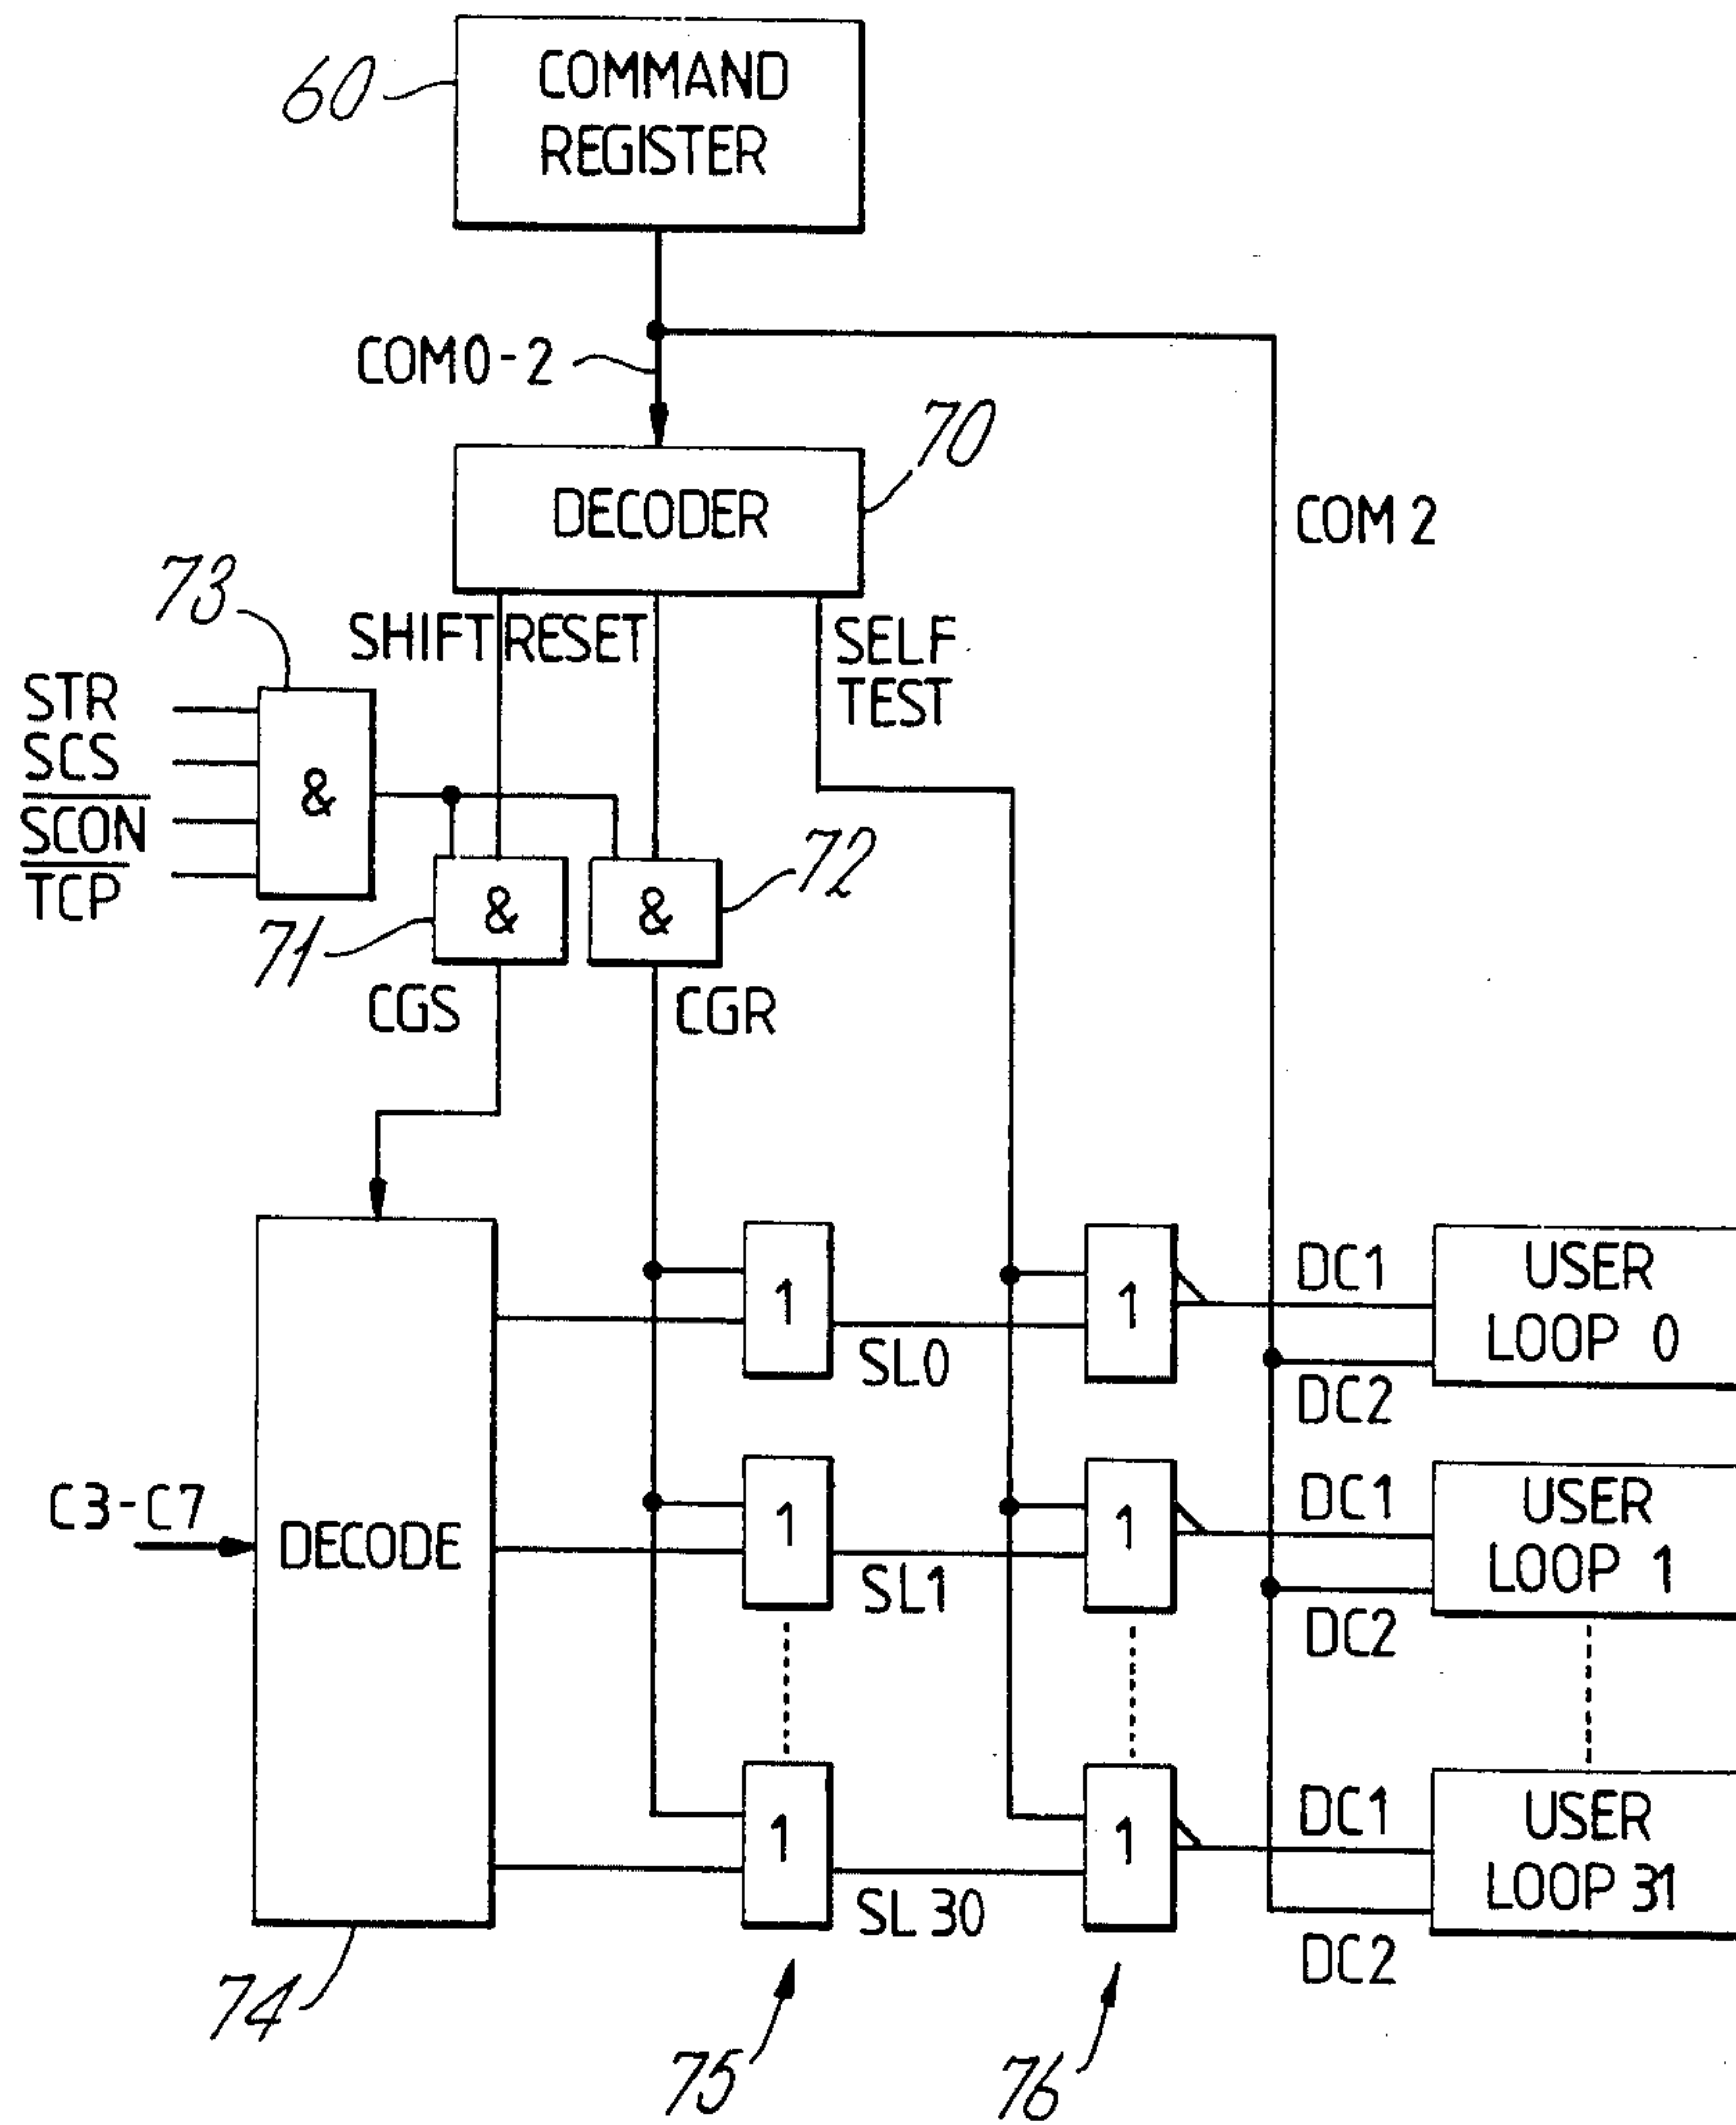 60
COMMAND
REGISTER
COM0-2
70
DECODER
COM 2
73
SHIFT RESET
SELF
TEST
STR
SCS
SCON
TCP
&
71
&
&
72
CGS
CGR
C3-C7
DECODE
74
1
SL0
1
DC1
DC2
USER
LOOP 0
1
SL1
1
DC1
DC2
USER
LOOP 1
1
SL30
1
DC1
DC2
USER
LOOP 31
75
76